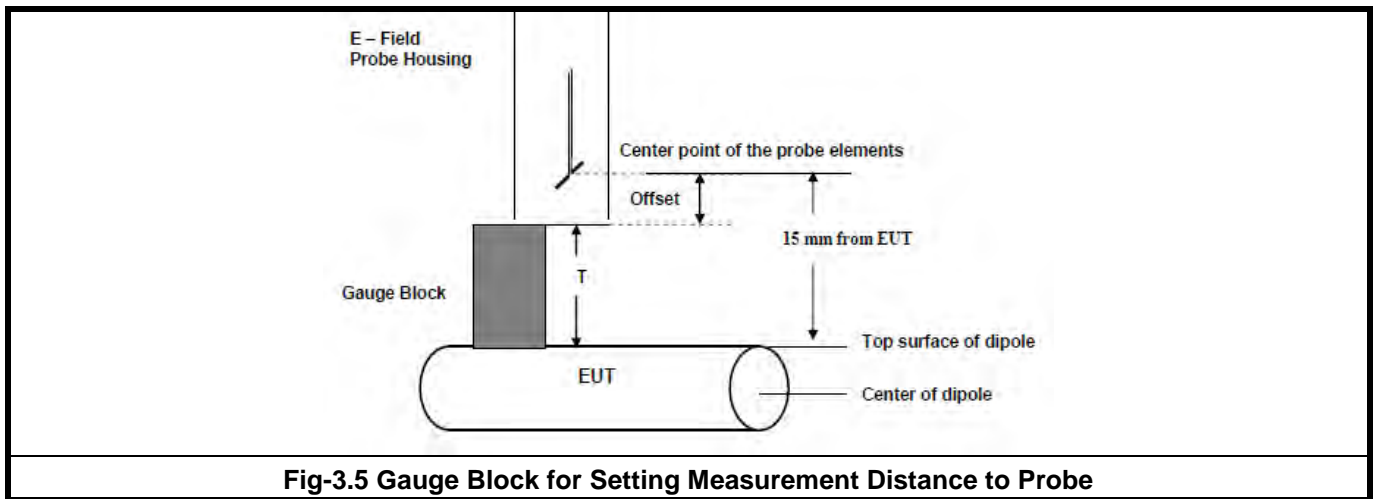 E – Field
Probe Housing
Center point of the probe elements
Offset
15 mm from EUT
T
Gauge Block
Top surface of dipole
EUT
Center of dipole
Fig-3.5 Gauge Block for Setting Measurement Distance to Probe